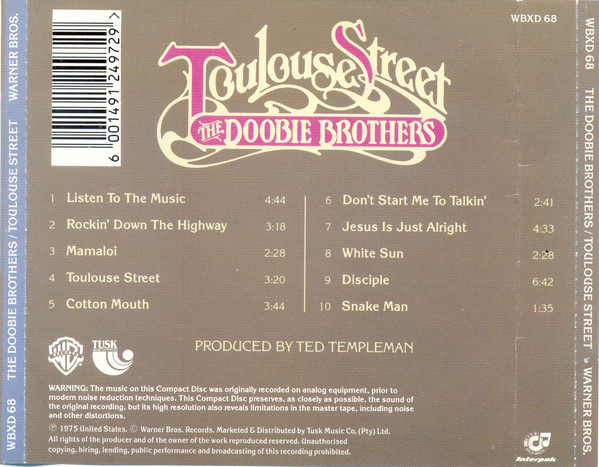 WBXD 68
6 001491 249729 >
Toulouse Street
THE DOOBIE BROTHERS
1 Listen To The Music 4:44
2 Rockin' Down The Highway 3:18
3 Mamaloi 2:28
4 Toulouse Street 3:20
5 Cotton Mouth 3:44
6 Don't Start Me To Talkin' 2:41
7 Jesus Is Just Alright 4:33
8 White Sun 2:28
9 Disciple 6:42
10 Snake Man 1:35
PRODUCED BY TED TEMPLEMAN
TUSK
WARNING: The music on this Compact Disc was originally recorded on analog equipment, prior to
modern noise reduction techniques. This Compact Disc preserves, as closely as possible, the sound of
the original recording, but its high resolution also reveals limitations in the master tape, including noise
and other distortions.
℗ 1975 United States. © Warner Bros. Records. Marketed & Distributed by Tusk Music Co. (Pty) Ltd.
All rights of the producer and of the owner of the work reproduced reserved. Unauthorised
copying, hiring, lending, public performance and broadcasting of this recording prohibited.
Interpak
WBXD 68 THE DOOBIE BROTHERS / TOULOUSE STREET WARNER BROS.
WBXD 68 THE DOOBIE BROTHERS / TOULOUSE STREET WARNER BROS.